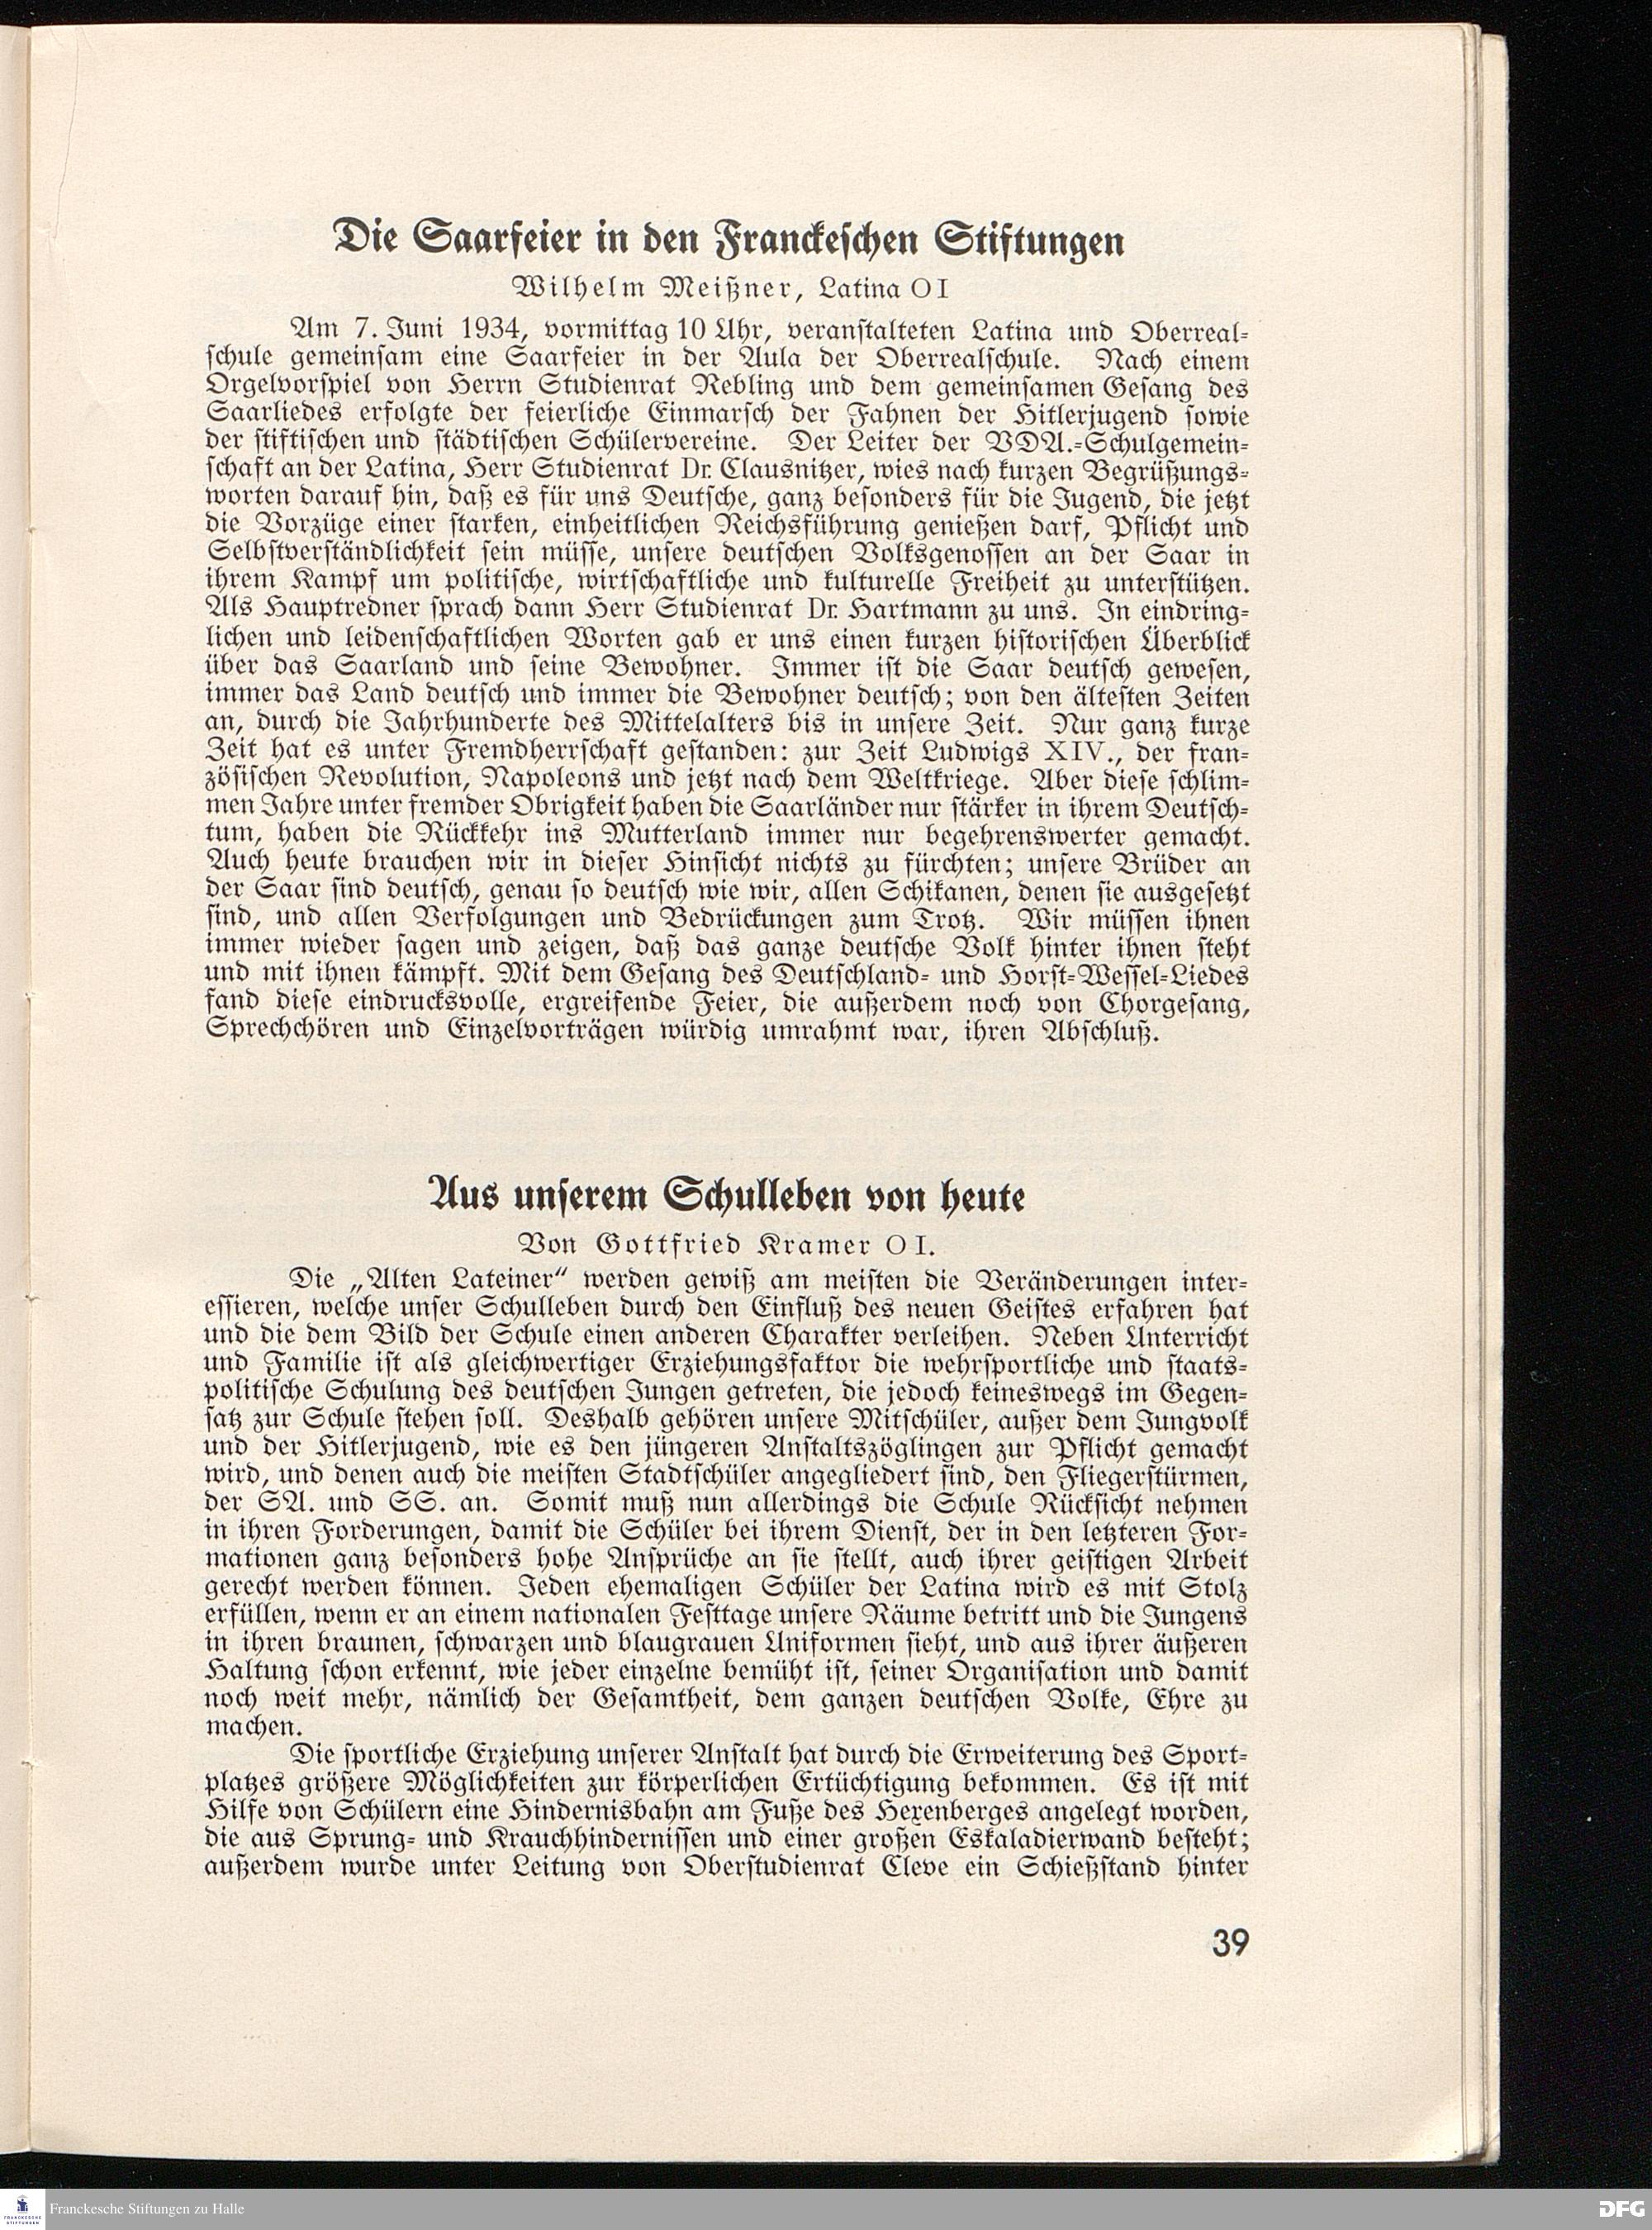 Die Saarfeier in den Franckeschen Stiftungen
Wilhelm Meißner, Latina O I
Am 7. Juni 1934, vormittag 10 Uhr, veranstalteten Latina und Oberreal-
schule gemeinsam eine Saarfeier in der Aula der Oberrealschule. Nach einem
Orgelvorspiel von Herrn Studienrat Rebling und dem gemeinsamen Gesang des
Saarliedes erfolgte der feierliche Einmarsch der Fahnen der Hitlerjugend sowie
der stiftischen und städtischen Schülervereine. Der Leiter der VDA.-Schulgemein-
schaft an der Latina, Herr Studienrat Dr. Clausnitzer, wies nach kurzen Begrüßungs-
worten darauf hin, daß es für uns Deutsche, ganz besonders für die Jugend, die jetzt
die Vorzüge einer starken, einheitlichen Reichsführung genießen darf, Pflicht und
Selbstverständlichkeit sein müsse, unsere deutschen Volksgenossen an der Saar in
ihrem Kampf um politische, wirtschaftliche und kulturelle Freiheit zu unterstützen.
Als Hauptredner sprach dann Herr Studienrat Dr. Hartmann zu uns. In eindring-
lichen und leidenschaftlichen Worten gab er uns einen kurzen historischen Überblick
über das Saarland und seine Bewohner. Immer ist die Saar deutsch gewesen,
immer das Land deutsch und immer die Bewohner deutsch; von den ältesten Zeiten
an, durch die Jahrhunderte des Mittelalters bis in unsere Zeit. Nur ganz kurze
Zeit hat es unter Fremdherrschaft gestanden: zur Zeit Ludwigs XIV., der fran-
zösischen Revolution, Napoleons und jetzt nach dem Weltkriege. Aber diese schlim-
men Jahre unter fremder Obrigkeit haben die Saarländer nur stärker in ihrem Deutsch-
tum, haben die Rückkehr ins Mutterland immer nur begehrenswerter gemacht.
Auch heute brauchen wir in dieser Hinsicht nichts zu fürchten; unsere Brüder an
der Saar sind deutsch, genau so deutsch wie wir, allen Schikanen, denen sie ausgesetzt
sind, und allen Verfolgungen und Bedrückungen zum Trotz. Wir müssen ihnen
immer wieder sagen und zeigen, daß das ganze deutsche Volk hinter ihnen steht
und mit ihnen kämpft. Mit dem Gesang des Deutschland- und Horst-Wessel-Liedes
fand diese eindrucksvolle, ergreifende Feier, die außerdem noch von Chorgesang,
Sprechchören und Einzelvorträgen würdig umrahmt war, ihren Abschluß.
Aus unserem Schulleben von heute
Von Gottfried Kramer O I.
Die „Alten Lateiner“ werden gewiß am meisten die Veränderungen inter-
essieren, welche unser Schulleben durch den Einfluß des neuen Geistes erfahren hat
und die dem Bild der Schule einen anderen Charakter verleihen. Neben Unterricht
und Familie ist als gleichwertiger Erziehungsfaktor die wehrsportliche und staats-
politische Schulung des deutschen Jungen getreten, die jedoch keineswegs im Gegen-
satz zur Schule stehen soll. Deshalb gehören unsere Mitschüler, außer dem Jungvolk
und der Hitlerjugend, wie es den jüngeren Anstaltszöglingen zur Pflicht gemacht
wird, und denen auch die meisten Stadtschüler angegliedert sind, den Fliegerstürmen,
der SA. und SS. an. Somit muß nun allerdings die Schule Rücksicht nehmen
in ihren Forderungen, damit die Schüler bei ihrem Dienst, der in den letzteren For-
mationen ganz besonders hohe Ansprüche an sie stellt, auch ihrer geistigen Arbeit
gerecht werden können. Jeden ehemaligen Schüler der Latina wird es mit Stolz
erfüllen, wenn er an einem nationalen Festtage unsere Räume betritt und die Jungens
in ihren braunen, schwarzen und blaugrauen Uniformen sieht, und aus ihrer äußeren
Haltung schon erkennt, wie jeder einzelne bemüht ist, seiner Organisation und damit
noch weit mehr, nämlich der Gesamtheit, dem ganzen deutschen Volke, Ehre zu
machen.
Die sportliche Erziehung unserer Anstalt hat durch die Erweiterung des Sport-
platzes größere Möglichkeiten zur körperlichen Ertüchtigung bekommen. Es ist mit
Hilfe von Schülern eine Hindernisbahn am Fuße des Hexenberges angelegt worden,
die aus Sprung- und Krauchhindernissen und einer großen Eskaladierwand besteht;
außerdem wurde unter Leitung von Oberstudienrat Cleve ein Schießstand hinter
39
FRANCKESCHE
STIFTUNGEN
Franckesche Stiftungen zu Halle
DFG